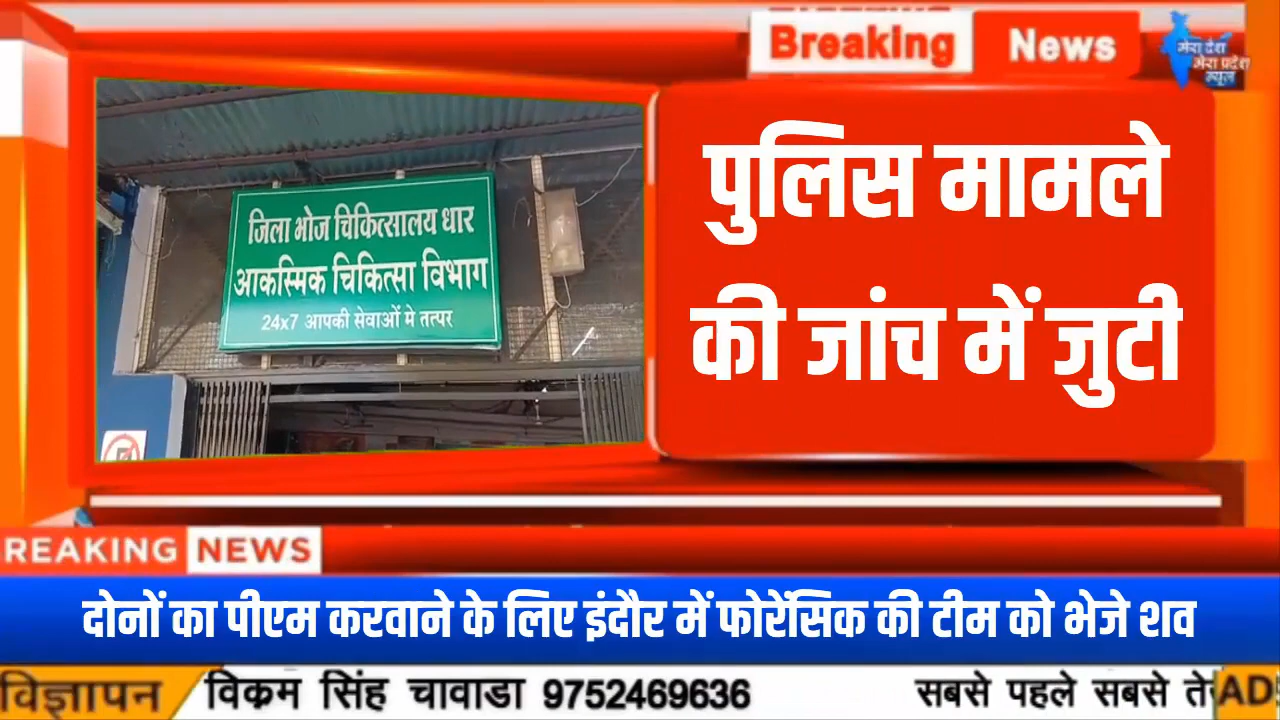 Breaking News
मेरा देश
मेरा प्रदेश
न्यूज़
जिला भोज चिकित्सालय धार
आकस्मिक चिकित्सा विभाग
24x7 आपकी सेवाओं मे तत्पर
पुलिस मामले
की जांच में जुटी
REAKING NEWS
दोनों का पीएम करवाने के लिए इंदौर में फोरेंसिक की टीम को भेजे शव
विज्ञापन विक्रम सिंह चावाडा 9752469636 सबसे पहले सबसे ते AD